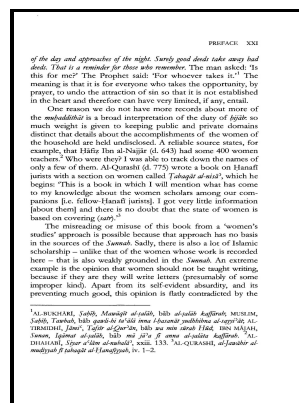 PREFACE XXI
of the day and approaches of the night. Surely good deeds take away bad
deeds. That is a reminder for those who remember. The man asked: 'Is
this for me?' The Prophet said: 'For whoever takes it.'¹ The
meaning is that it is for everyone who takes the opportunity, by
prayer, to undo the attraction of sin so that it is not established
in the heart and therefore can have very limited, if any, entail.
One reason we do not have more records about more of
the muḥaddithāt is a broad interpretation of the duty of ḥijāb: so
much weight is given to keeping public and private domains
distinct that details about the accomplishments of the women of
the household are held undisclosed. A reliable source states, for
example, that Ḥāfiẓ Ibn al-Najjār (d. 643) had some 400 women
teachers.² Who were they? I was able to track down the names of
only a few of them. Al-Qurashī (d. 775) wrote a book on Ḥanafī
jurists with a section on women called Ṭabaqāt al-nisāʾ, which he
begins: 'This is a book in which I will mention what has come
to my knowledge about the women scholars among our com-
panions [i.e. fellow-Ḥanafī jurists]. I got very little information
[about them] and there is no doubt that the state of women is
based on covering (satr).'³
The misreading or misuse of this book from a 'women's
studies' approach is possible because that approach has no basis
in the sources of the Sunnah. Sadly, there is also a lot of Islamic
scholarship – unlike that of the women whose work is recorded
here – that is also weakly grounded in the Sunnah. An extreme
example is the opinion that women should not be taught writing,
because if they are they will write letters (presumably of some
improper kind). Apart from its self-evident absurdity, and its
preventing much good, this opinion is flatly contradicted by the
¹AL-BUKHĀRĪ, Ṣaḥīḥ, Mawāqīt al-ṣalāh, bāb al-ṣalāh kaffārah; MUSLIM,
Ṣaḥīḥ, Tawbah, bāb qawli-hi taʿālā inna l-ḥasanāt yudhhibna al-sayyiʾāt; AL-
TIRMIDHĪ, Jāmiʿ, Tafsīr al-Qurʾān, bāb wa min sūrah Hūd; IBN MĀJAH,
Sunan, Iqāmat al-ṣalāh, bāb mā jāʾa fī anna al-ṣalāta kaffārah. ²AL-
DHAHABĪ, Siyar aʿlām al-nubalāʾ, xxiii. 133. ³AL-QURASHĪ, al-Jawāhir al-
muḍiyyah fī ṭabaqāt al-Ḥanafiyyah, iv. 1–2.